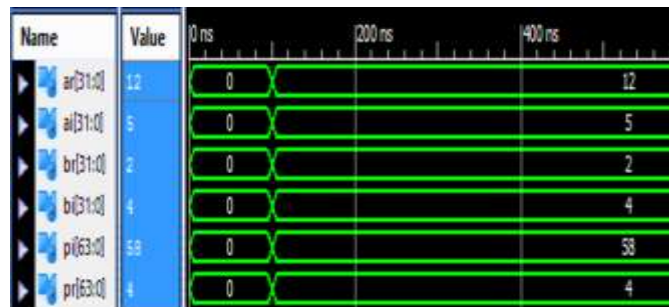 Name Value 0 ns 200 ns 400 ns
ar[31:0] 12 0 12
ai[31:0] 5 0 5
br[31:0] 2 0 2
bi[31:0] 4 0 4
pi[63:0] 58 0 58
pr[63:0] 4 0 4